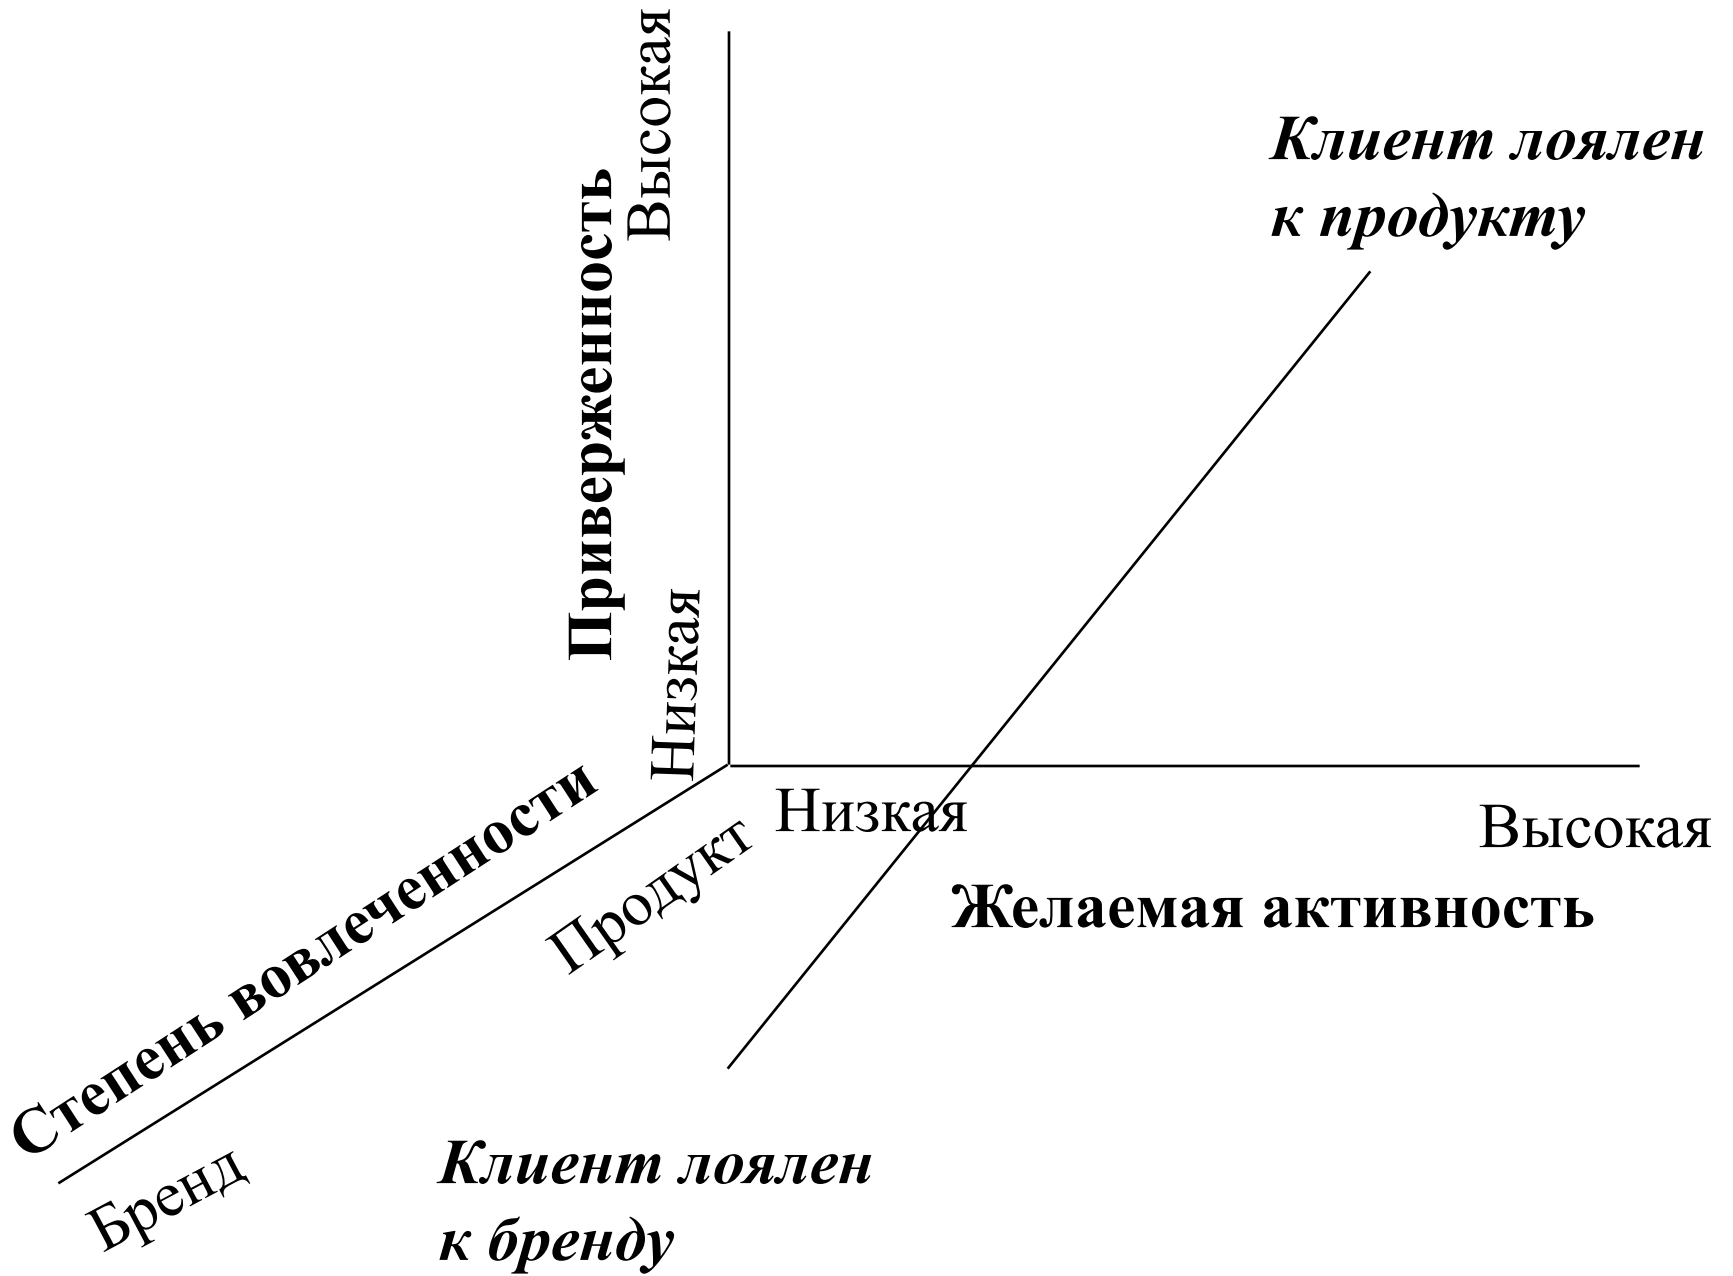 Высокая
Приверженность
Низкая
Клиент лоялен
к продукту
Низкая
Высокая
Желаемая активность
Степень вовлеченности
Продукт
Бренд
Клиент лоялен
к бренду